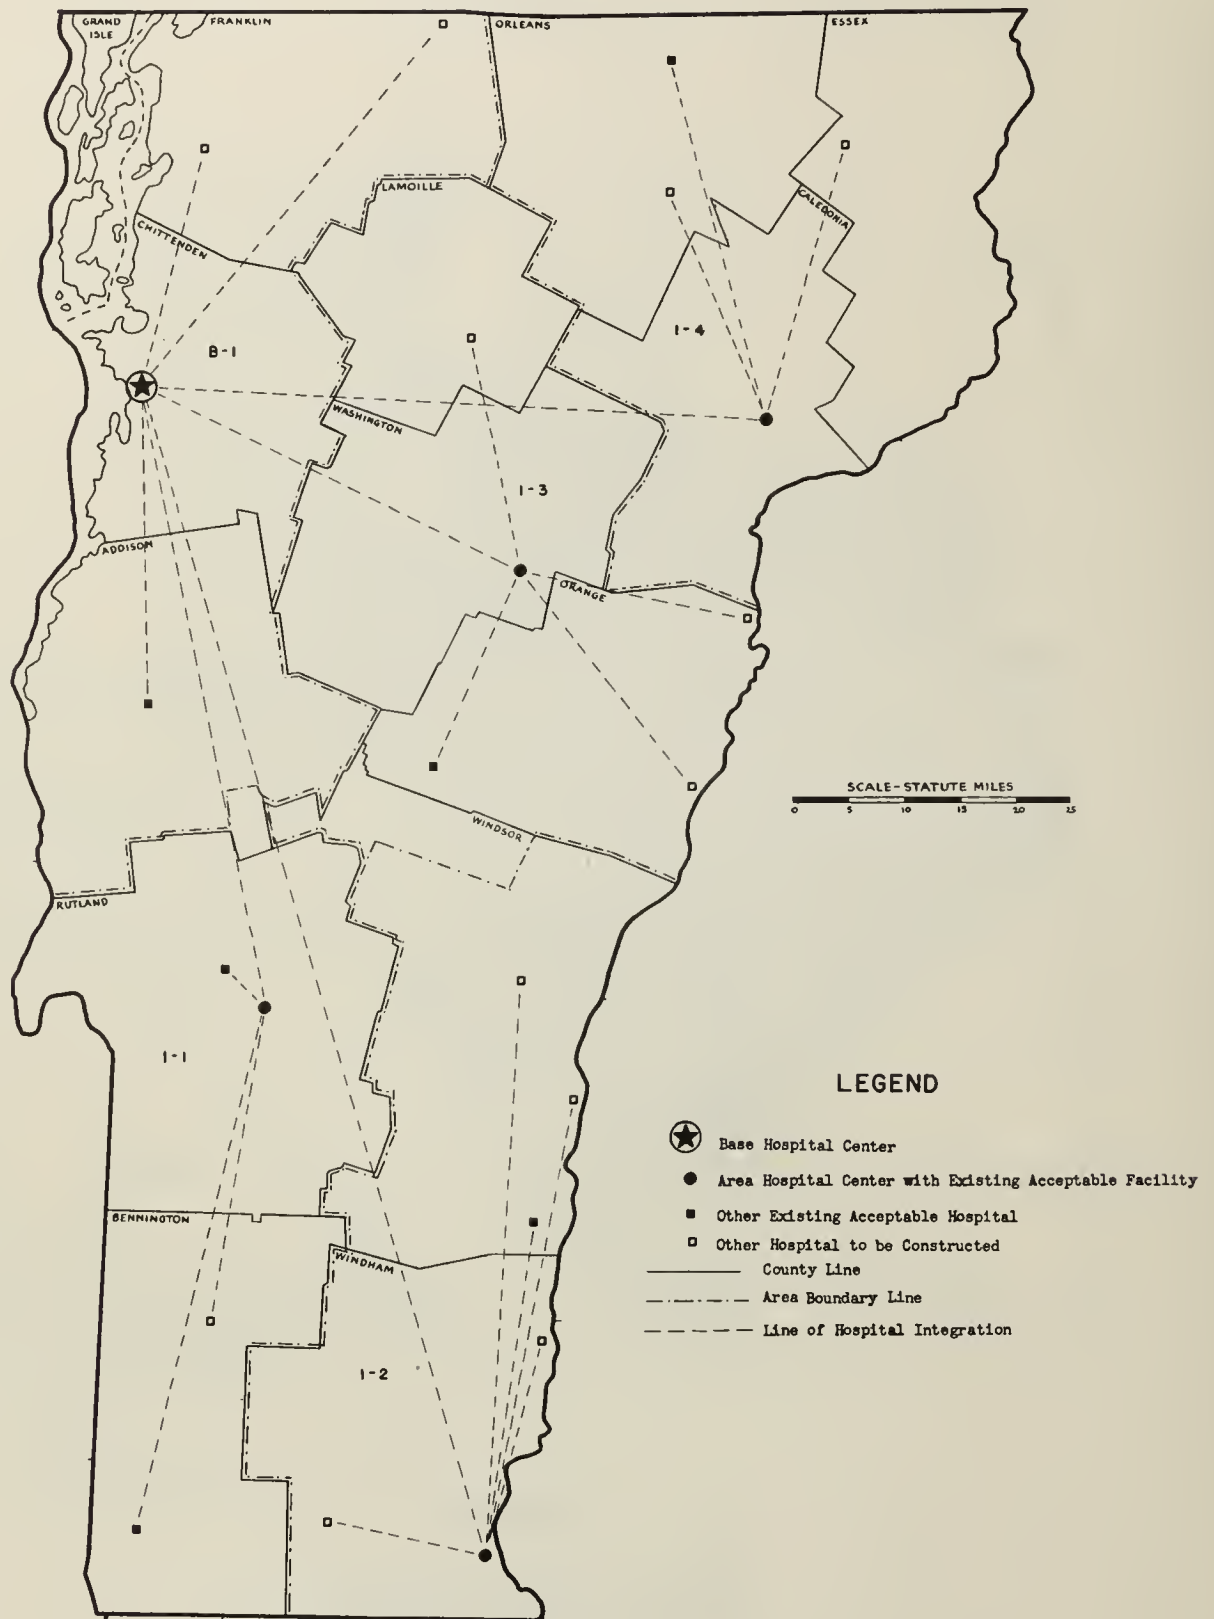 GRAND
ISLE
FRANKLIN
ORLEANS
ESSEX
LAMOILLE
CALEDONIA
CHITTENDEN
B-1
1-4
WASHINGTON
1-3
ADDISON
ORANGE
SCALE-STATUTE MILES
0 5 10 15 20 25
WINDSOR
RUTLAND
1-1
LEGEND
Base Hospital Center
Area Hospital Center with Existing Acceptable Facility
Other Existing Acceptable Hospital
Other Hospital to be Constructed
County Line
Area Boundary Line
Line of Hospital Integration
BENNINGTON
WINDHAM
1-2